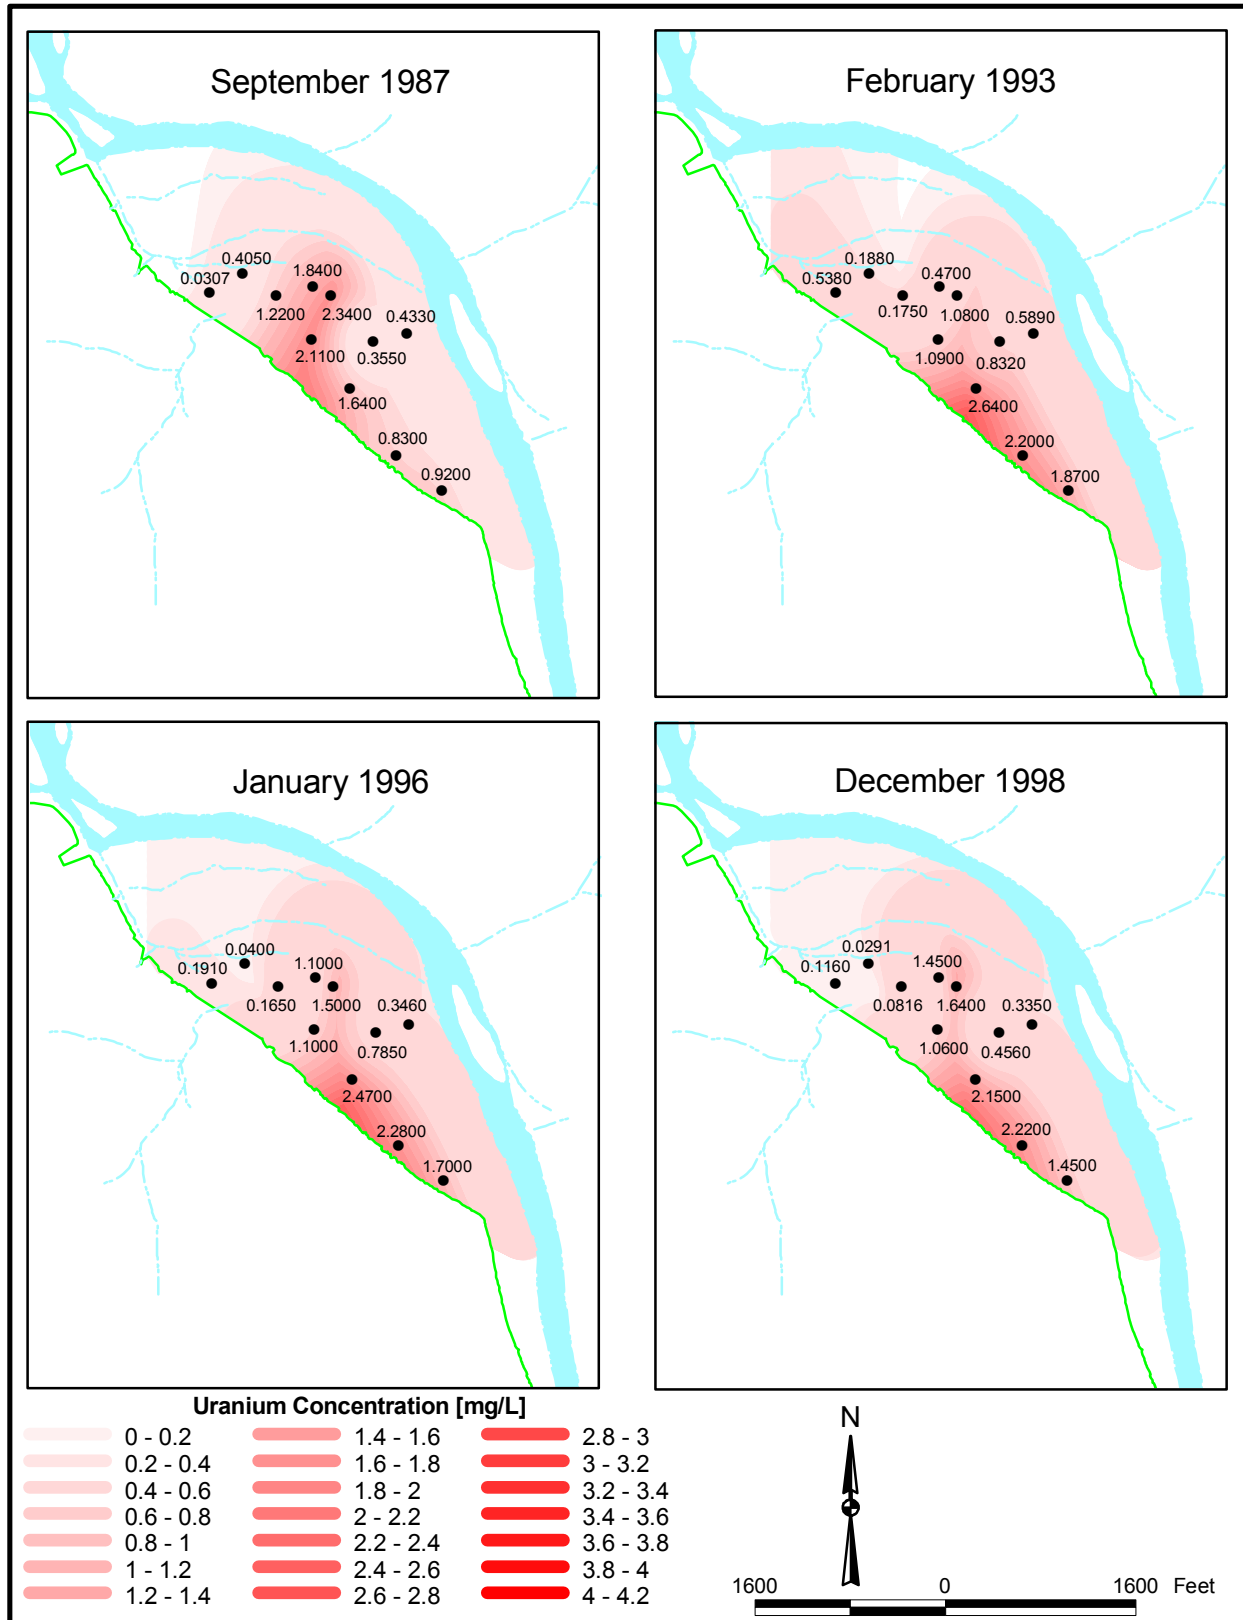 September 1987
0.4050
0.0307
1.8400
1.2200
2.3400
0.4330
2.1100
0.3550
1.6400
0.8300
0.9200
February 1993
0.1880
0.5380
0.4700
0.1750
1.0800
0.5890
1.0900
0.8320
2.6400
2.2000
1.8700
January 1996
0.0400
0.1910
1.1000
0.1650
1.5000
0.3460
1.1000
0.7850
2.4700
2.2800
1.7000
December 1998
0.0291
0.1160
1.4500
0.0816
1.6400
0.3350
1.0600
0.4560
2.1500
2.2200
1.4500
Uranium Concentration [mg/L]
0 - 0.2
0.2 - 0.4
0.4 - 0.6
0.6 - 0.8
0.8 - 1
1 - 1.2
1.2 - 1.4
1.4 - 1.6
1.6 - 1.8
1.8 - 2
2 - 2.2
2.2 - 2.4
2.4 - 2.6
2.6 - 2.8
2.8 - 3
3 - 3.2
3.2 - 3.4
3.4 - 3.6
3.6 - 3.8
3.8 - 4
4 - 4.2
N
1600 0 1600 Feet